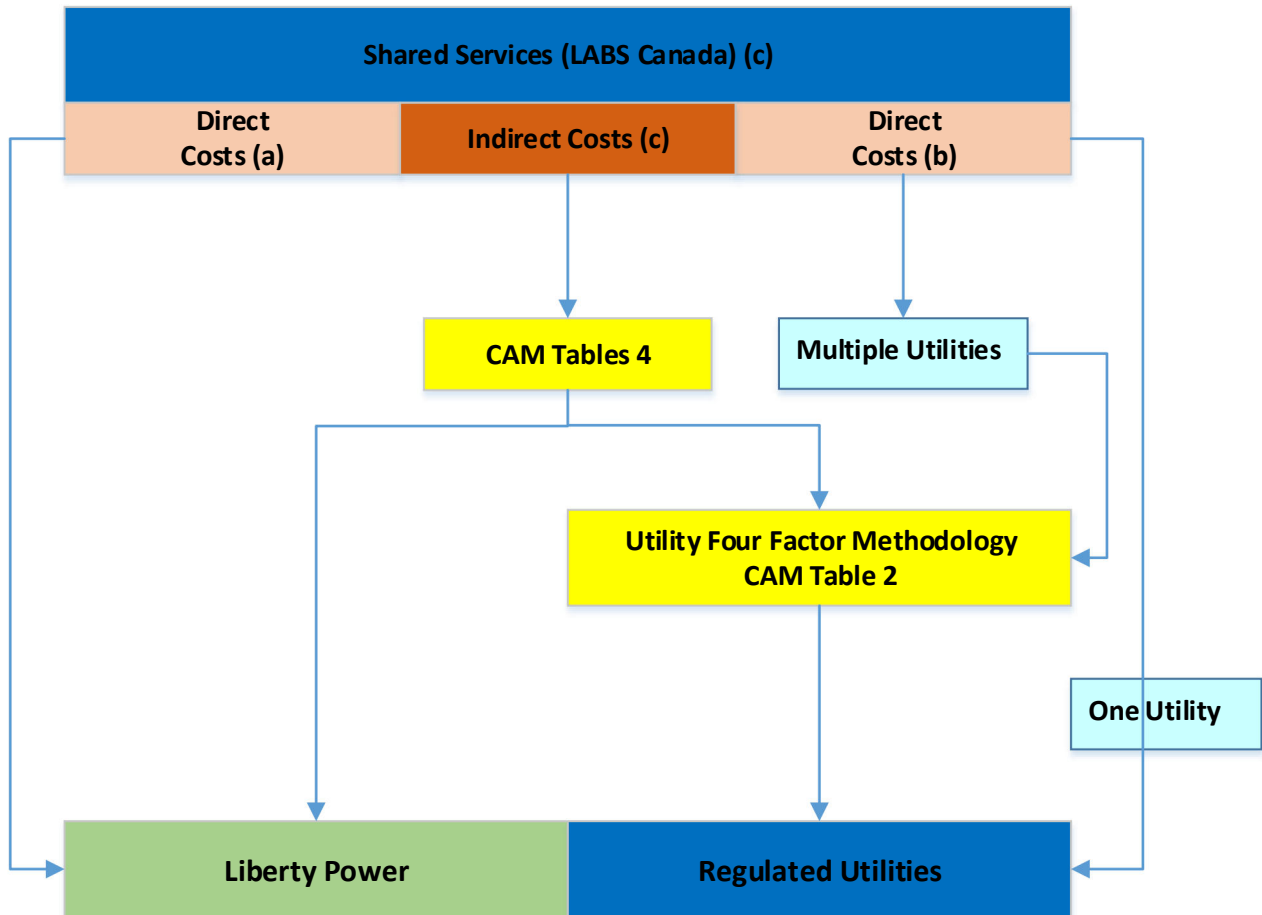 Shared Services (LABS Canada) (c)
Direct
Costs (a)
Indirect Costs (c)
Direct
Costs (b)
CAM Tables 4
Multiple Utilities
Utility Four Factor Methodology
CAM Table 2
One Utility
Liberty Power
Regulated Utilities